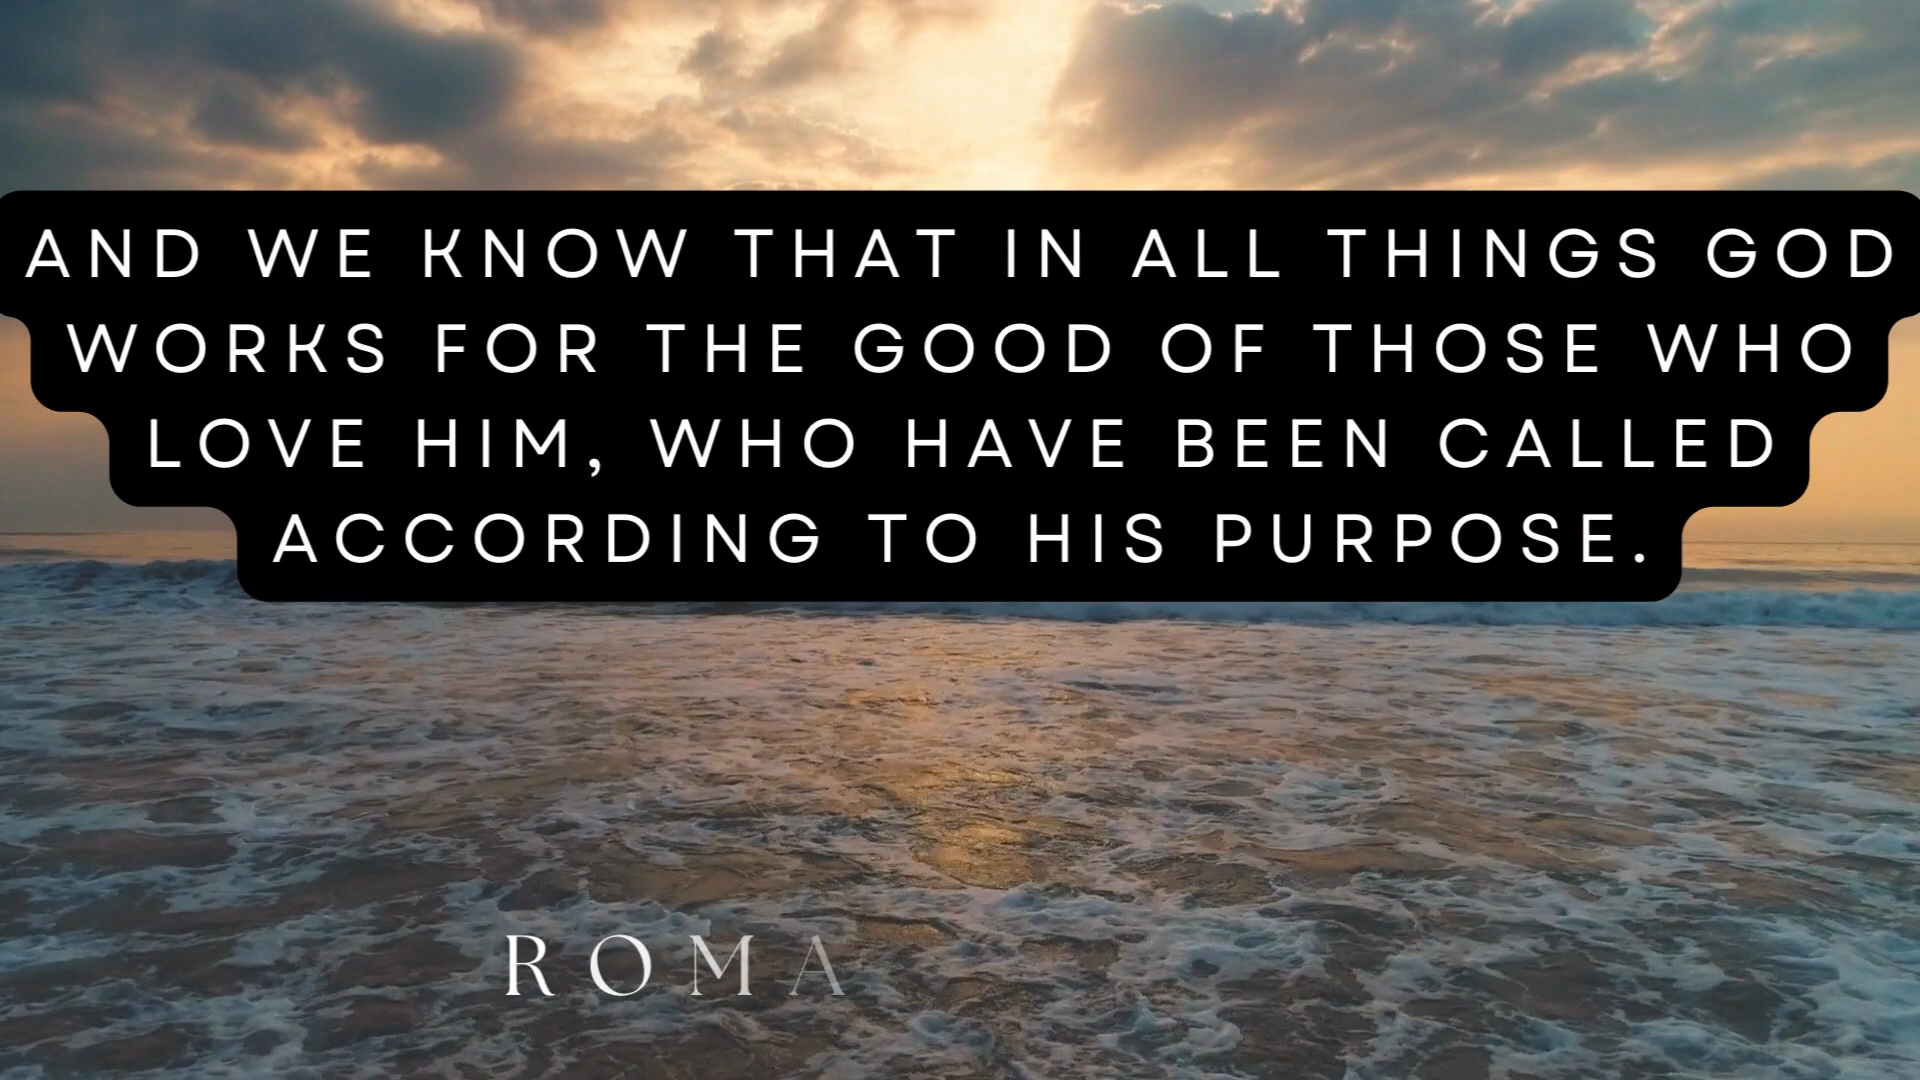 AND WE KNOW THAT IN ALL THINGS GOD
WORKS FOR THE GOOD OF THOSE WHO
LOVE HIM, WHO HAVE BEEN CALLED
ACCORDING TO HIS PURPOSE.
ROMA